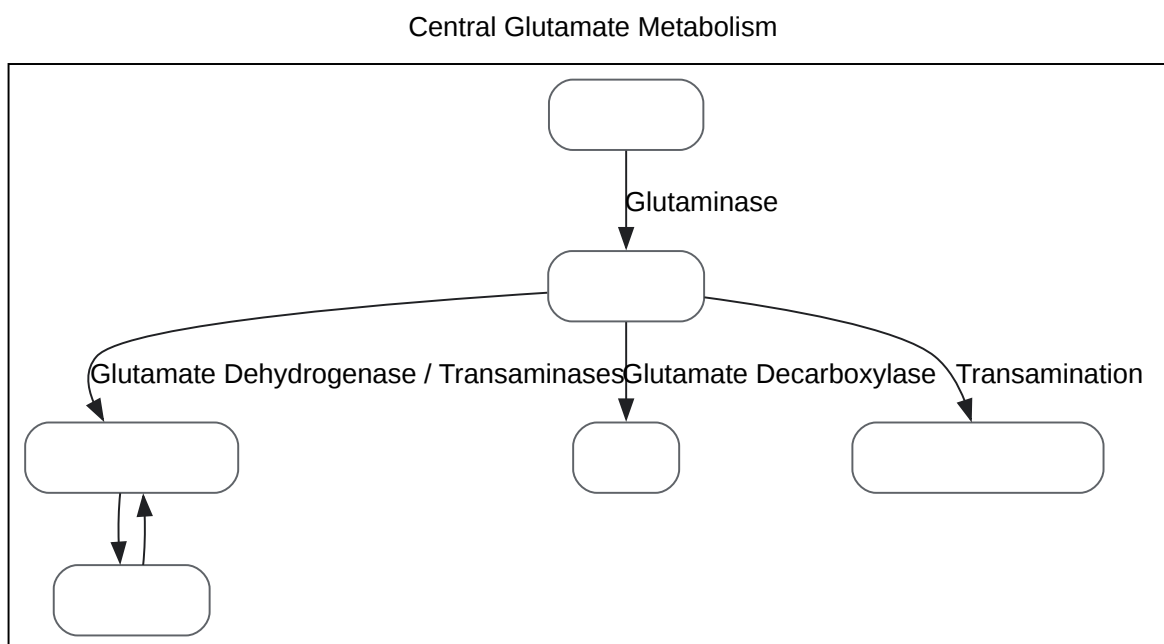 Central Glutamate Metabolism
Glutaminase
Glutamate Dehydrogenase / Transaminases
Glutamate Decarboxylase
Transamination